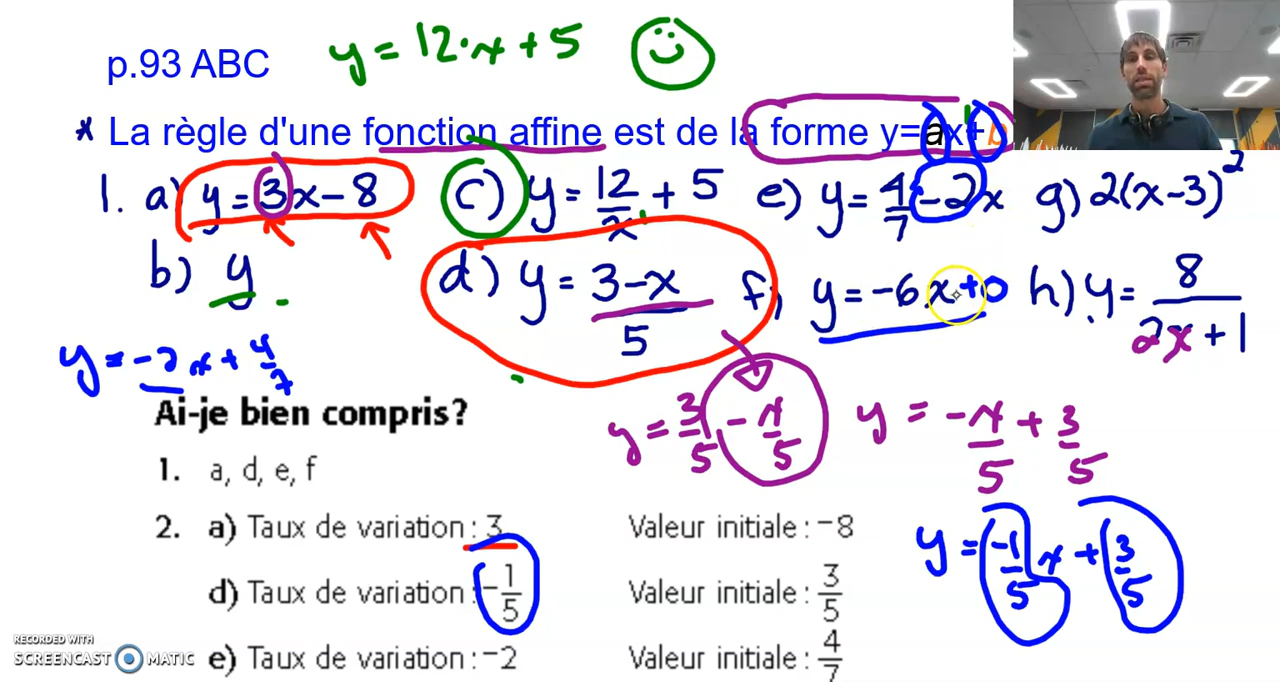 p.93 ABC y = 12·x + 5
* La règle d'une fonction affine est de la forme y=ax+b
1. a) y = 3x - 8 c) y = 12/x + 5 e) y = 4/7 - 2x g) 2(x-3)²
b) y d) y = 3-x/5 f) y = -6x+0 h) y = 8/2x+1
y = -2x + 4/7
y = 3/5 - x/5 y = -x/5 + 3/5
Ai-je bien compris?
1. a, d, e, f
2. a) Taux de variation : 3 Valeur initiale : -8
y = -1/5 x + 3/5
d) Taux de variation : -1/5 Valeur initiale : 3/5
e) Taux de variation : -2 Valeur initiale : 4/7
RECORDED WITH
SCREENCAST MATIC